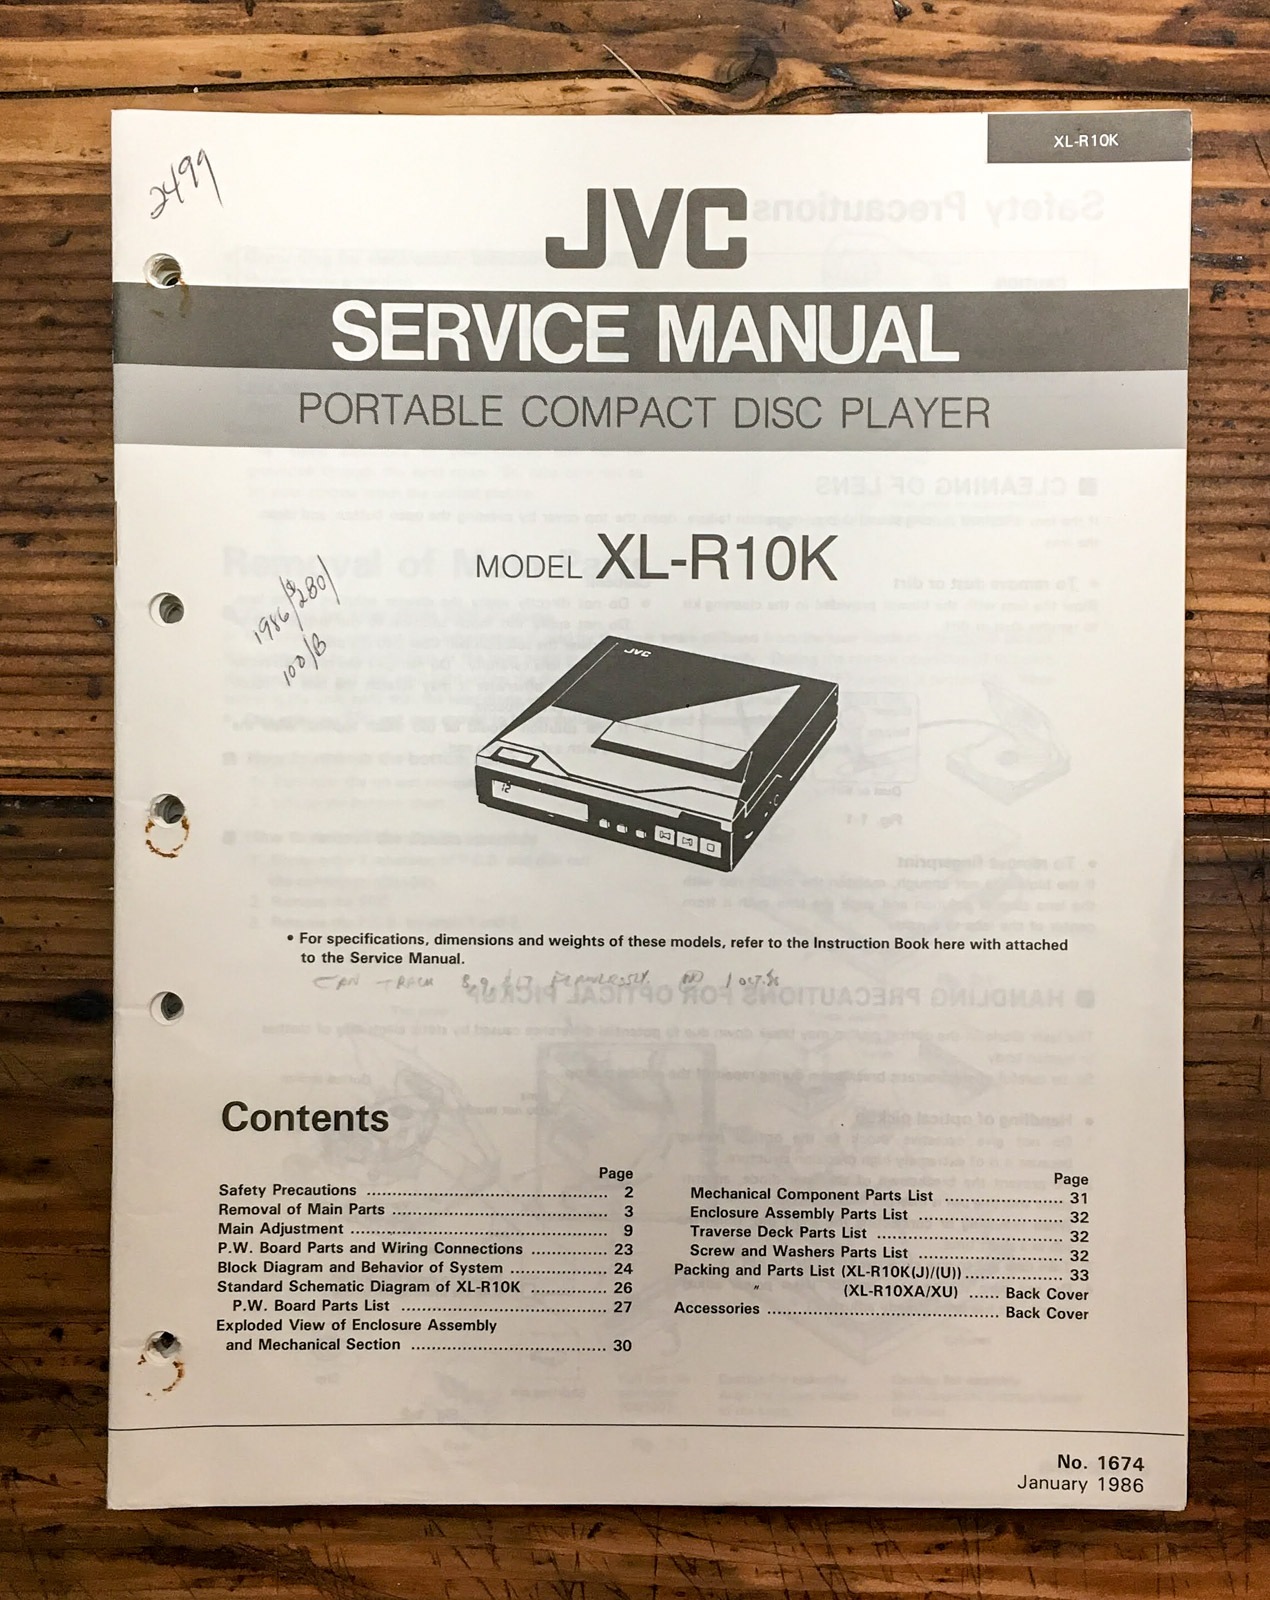 XL-R10K
2499
JVC
SERVICE MANUAL
PORTABLE COMPACT DISC PLAYER
MODEL XL-R10K
1986/$280/
100/B
JVC
12
• For specifications, dimensions and weights of these models, refer to the Instruction Book here with attached
to the Service Manual.
Contents
Page
Safety Precautions ........................................ 2
Removal of Main Parts ................................... 3
Main Adjustment .......................................... 9
P.W. Board Parts and Wiring Connections ............. 23
Block Diagram and Behavior of System ................ 24
Standard Schematic Diagram of XL-R10K ............. 26
P.W. Board Parts List .................................. 27
Exploded View of Enclosure Assembly
and Mechanical Section ................................ 30
Page
Mechanical Component Parts List ..................... 31
Enclosure Assembly Parts List .......................... 32
Traverse Deck Parts List ................................. 32
Screw and Washers Parts List .......................... 32
Packing and Parts List (XL-R10K(J)/(U)) ................. 33
" (XL-R10XA/XU) ...... Back Cover
Accessories ........................................ Back Cover
No. 1674
January 1986